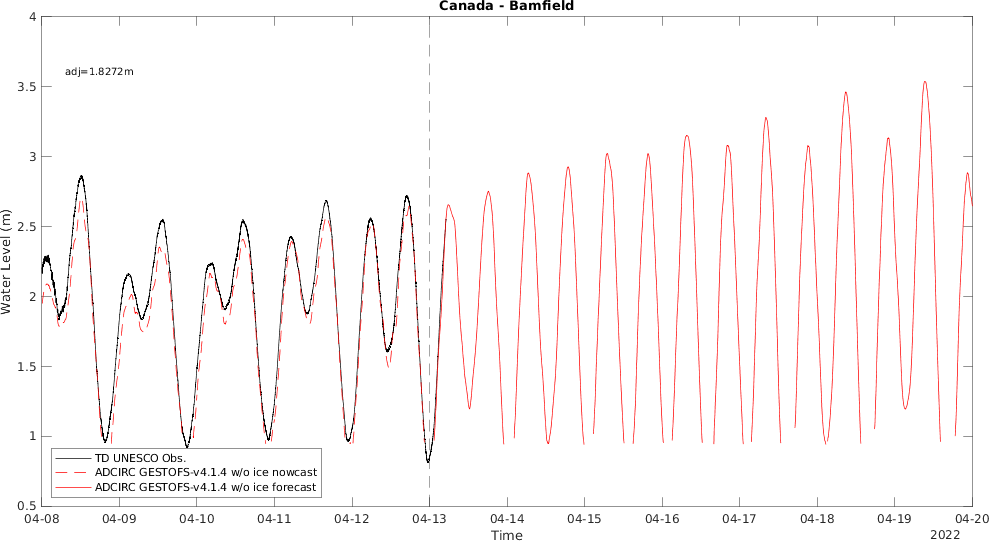 Canada - Bamfield
4
adj=1.8272m
3.5
3
2.5
2
1.5
1
0.5
Water Level (m)
TD UNESCO Obs.
ADCIRC GESTOFS-v4.1.4 w/o ice nowcast
ADCIRC GESTOFS-v4.1.4 w/o ice forecast
04-08 04-09 04-10 04-11 04-12 04-13 04-14 04-15 04-16 04-17 04-18 04-19 04-20
Time
2022